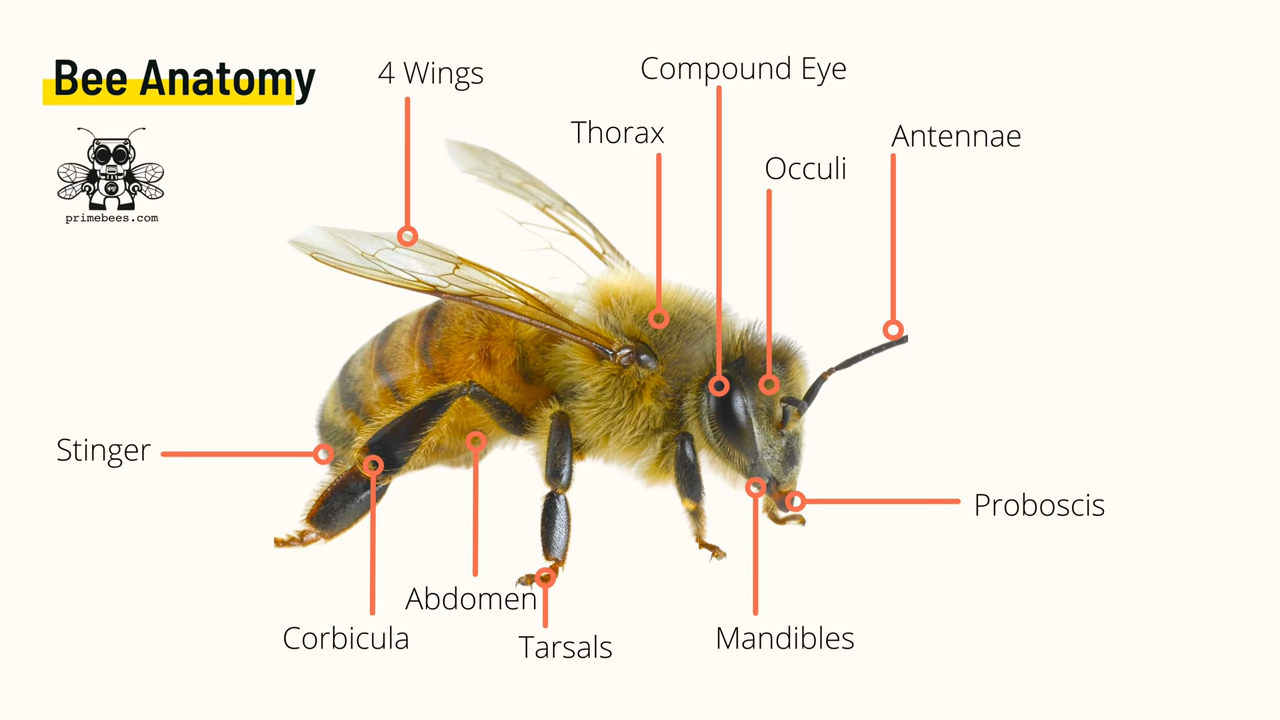 Bee Anatomy
primebees.com
4 Wings
Compound Eye
Thorax
Antennae
Occuli
Stinger
Proboscis
Abdomen
Corbicula
Tarsals
Mandibles